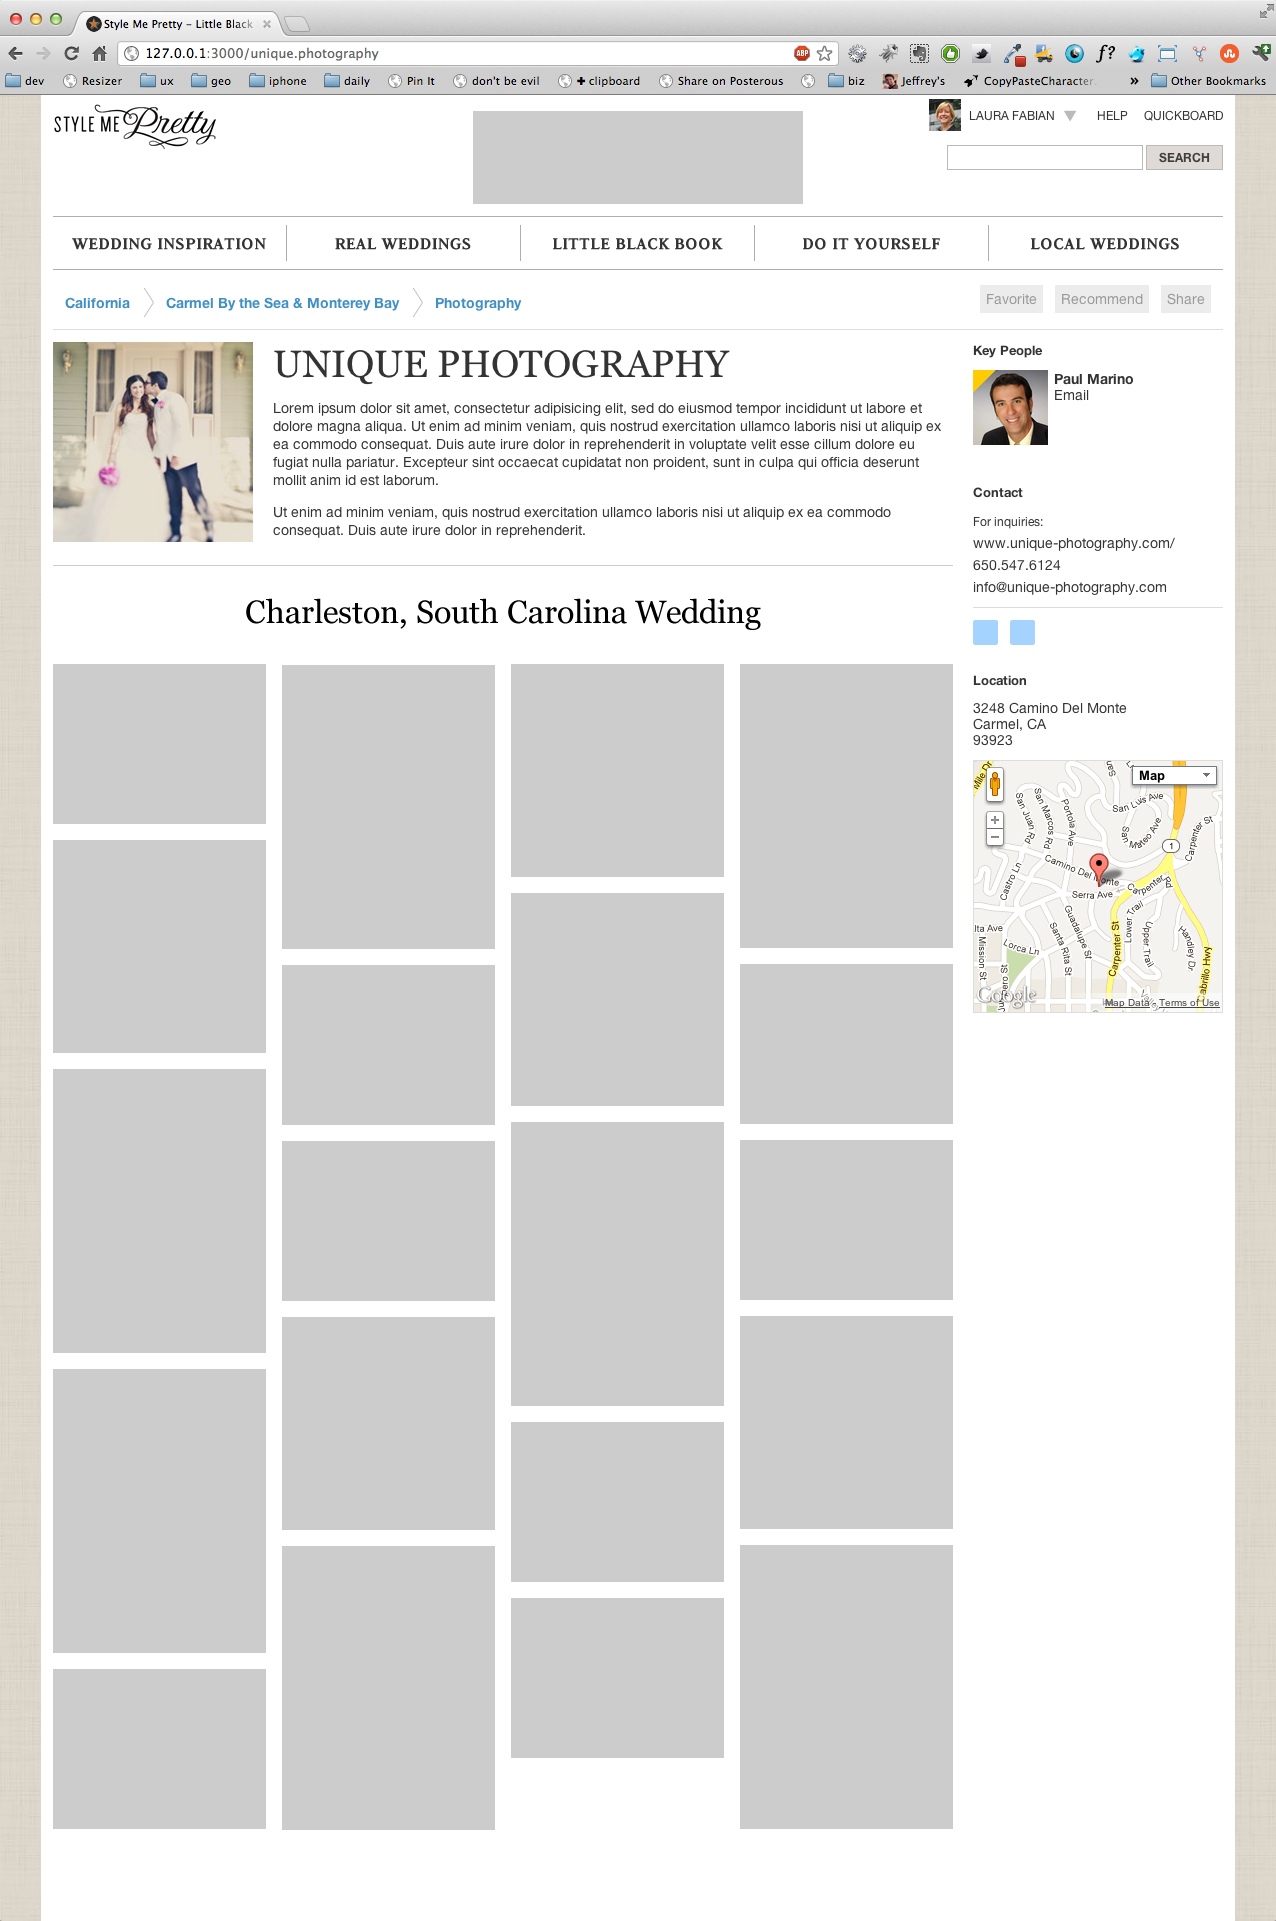 Style Me Pretty – Little Black
127.0.0.1:3000/unique.photography
ABP
f?
dev
Resizer
ux
geo
iphone
daily
Pin It
don't be evil
+ clipboard
Share on Posterous
biz
Jeffrey's
CopyPasteCharacter
»
Other Bookmarks
STYLE ME Pretty
LAURA FABIAN
HELP
QUICKBOARD
SEARCH
WEDDING INSPIRATION
REAL WEDDINGS
LITTLE BLACK BOOK
DO IT YOURSELF
LOCAL WEDDINGS
California
Carmel By the Sea & Monterey Bay
Photography
Favorite
Recommend
Share
UNIQUE PHOTOGRAPHY
Lorem ipsum dolor sit amet, consectetur adipisicing elit, sed do eiusmod tempor incididunt ut labore et
dolore magna aliqua. Ut enim ad minim veniam, quis nostrud exercitation ullamco laboris nisi ut aliquip ex
ea commodo consequat. Duis aute irure dolor in reprehenderit in voluptate velit esse cillum dolore eu
fugiat nulla pariatur. Excepteur sint occaecat cupidatat non proident, sunt in culpa qui officia deserunt
mollit anim id est laborum.
Ut enim ad minim veniam, quis nostrud exercitation ullamco laboris nisi ut aliquip ex ea commodo
consequat. Duis aute irure dolor in reprehenderit.
Charleston, South Carolina Wedding
Key People
Paul Marino
Email
Contact
For inquiries:
www.unique-photography.com/
650.547.6124
info@unique-photography.com
Location
3248 Camino Del Monte
Carmel, CA
93923
Map
Mile Dr
San Juan Rd
San Marcos Rd
Portola Ave
San Luis Ave
San Mateo Ave
Carpenter St
1
Camino Del Monte
Castro Ln
Serra Ave
Carpenter Rd
Lower Trail
Upper Trail
Guadalupe St
Santa Rita St
Carpenter St
Handley Dr
lta Ave
Mission St
Lorca Ln
abrillo Hwy
Google
Map Data - Terms of Use